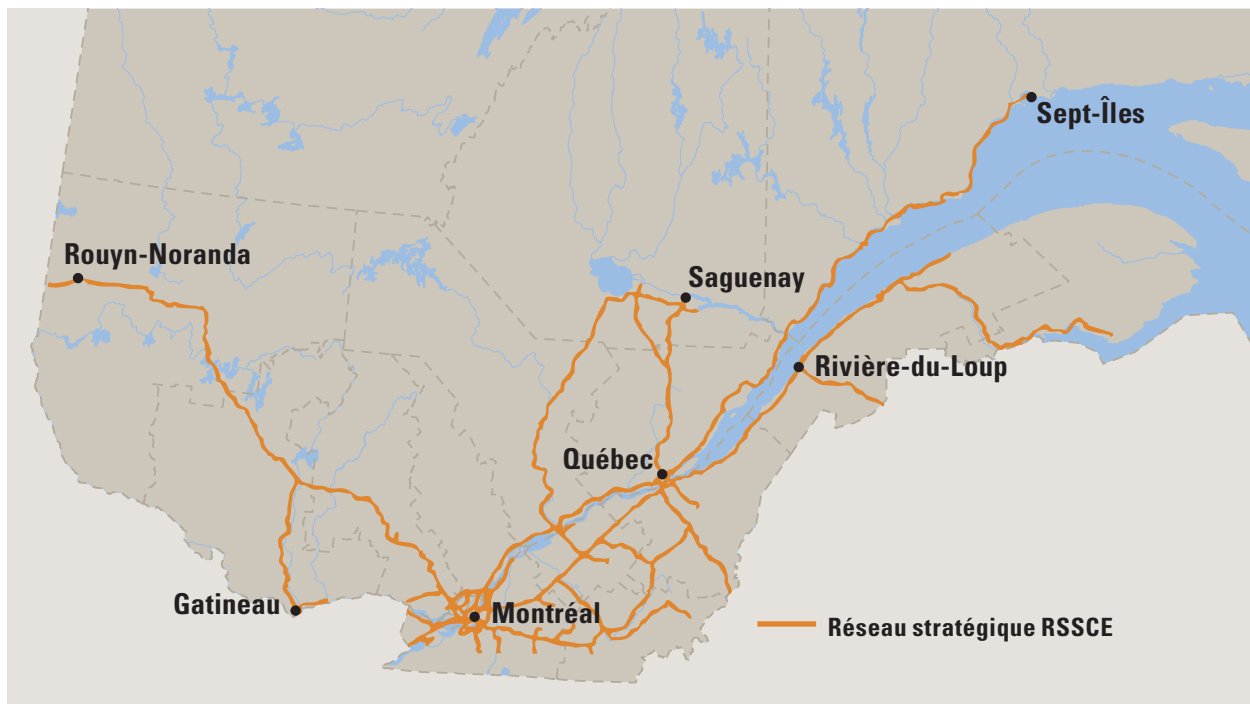 Sept-Îles
Rouyn-Noranda
Saguenay
Rivière-du-Loup
Québec
Gatineau
Montréal
Réseau stratégique RSSCE